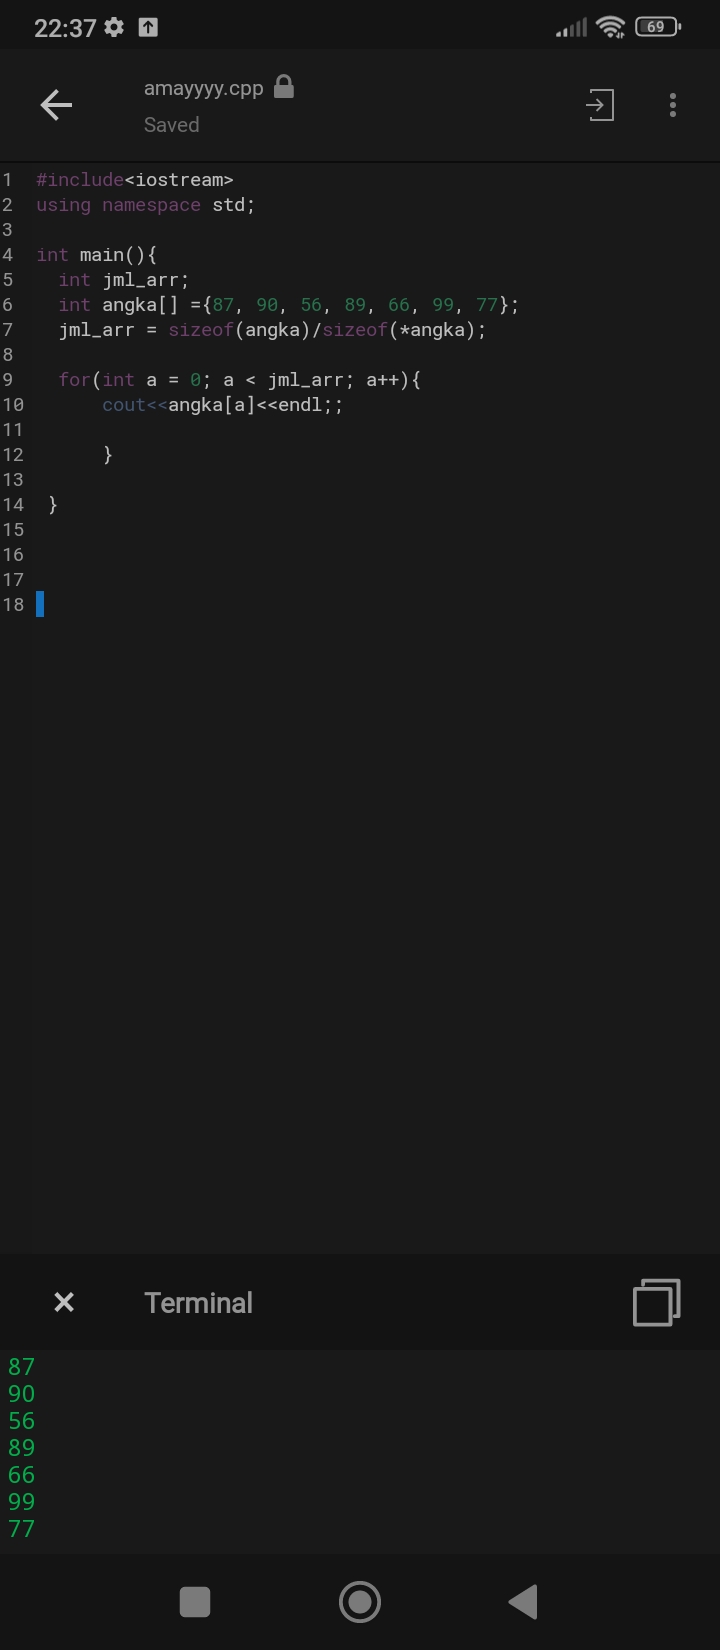 22:37 69
amayyyy.cpp
Saved
1 #include<iostream>
2 using namespace std;
3
4 int main(){
5   int jml_arr;
6   int angka[] ={87, 90, 56, 89, 66, 99, 77};
7   jml_arr = sizeof(angka)/sizeof(*angka);
8
9   for(int a = 0; a < jml_arr; a++){
10       cout<<angka[a]<<endl;;
11
12       }
13
14  }
15
16
17
18
Terminal
87
90
56
89
66
99
77